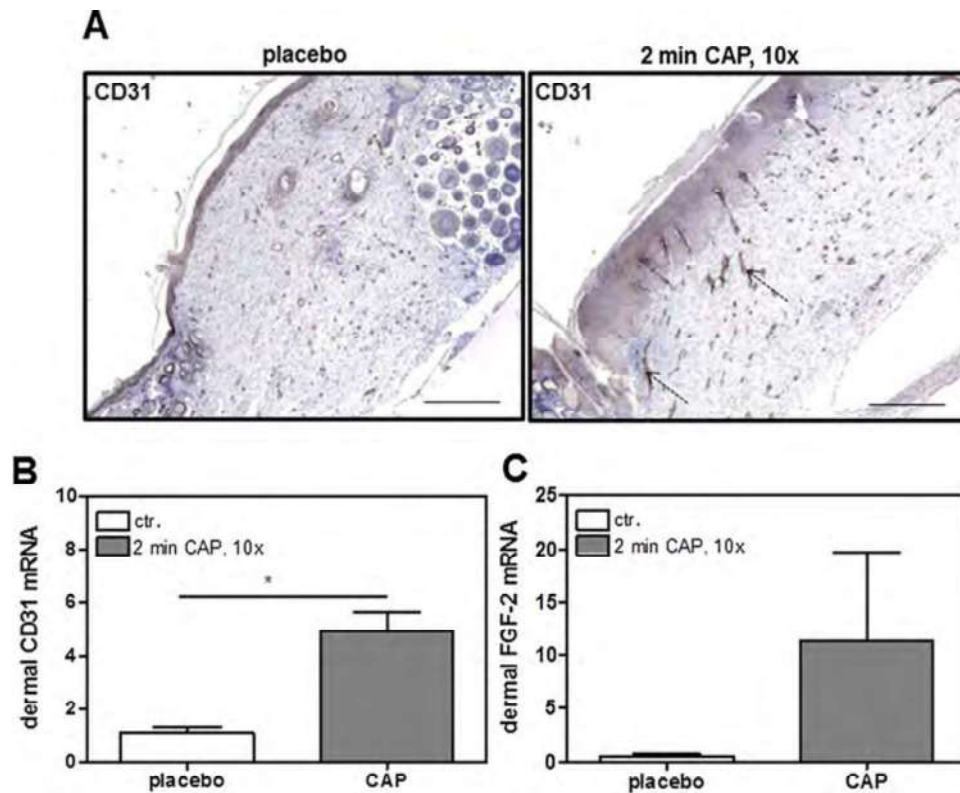 A
placebo
2 min CAP, 10x
CD31
CD31
B
10
8
6
4
2
0
dermal CD31 mRNA
ctr.
2 min CAP, 10x
*
placebo
CAP
C
25
20
15
10
5
0
dermal FGF-2 mRNA
ctr.
2 min CAP, 10x
placebo
CAP